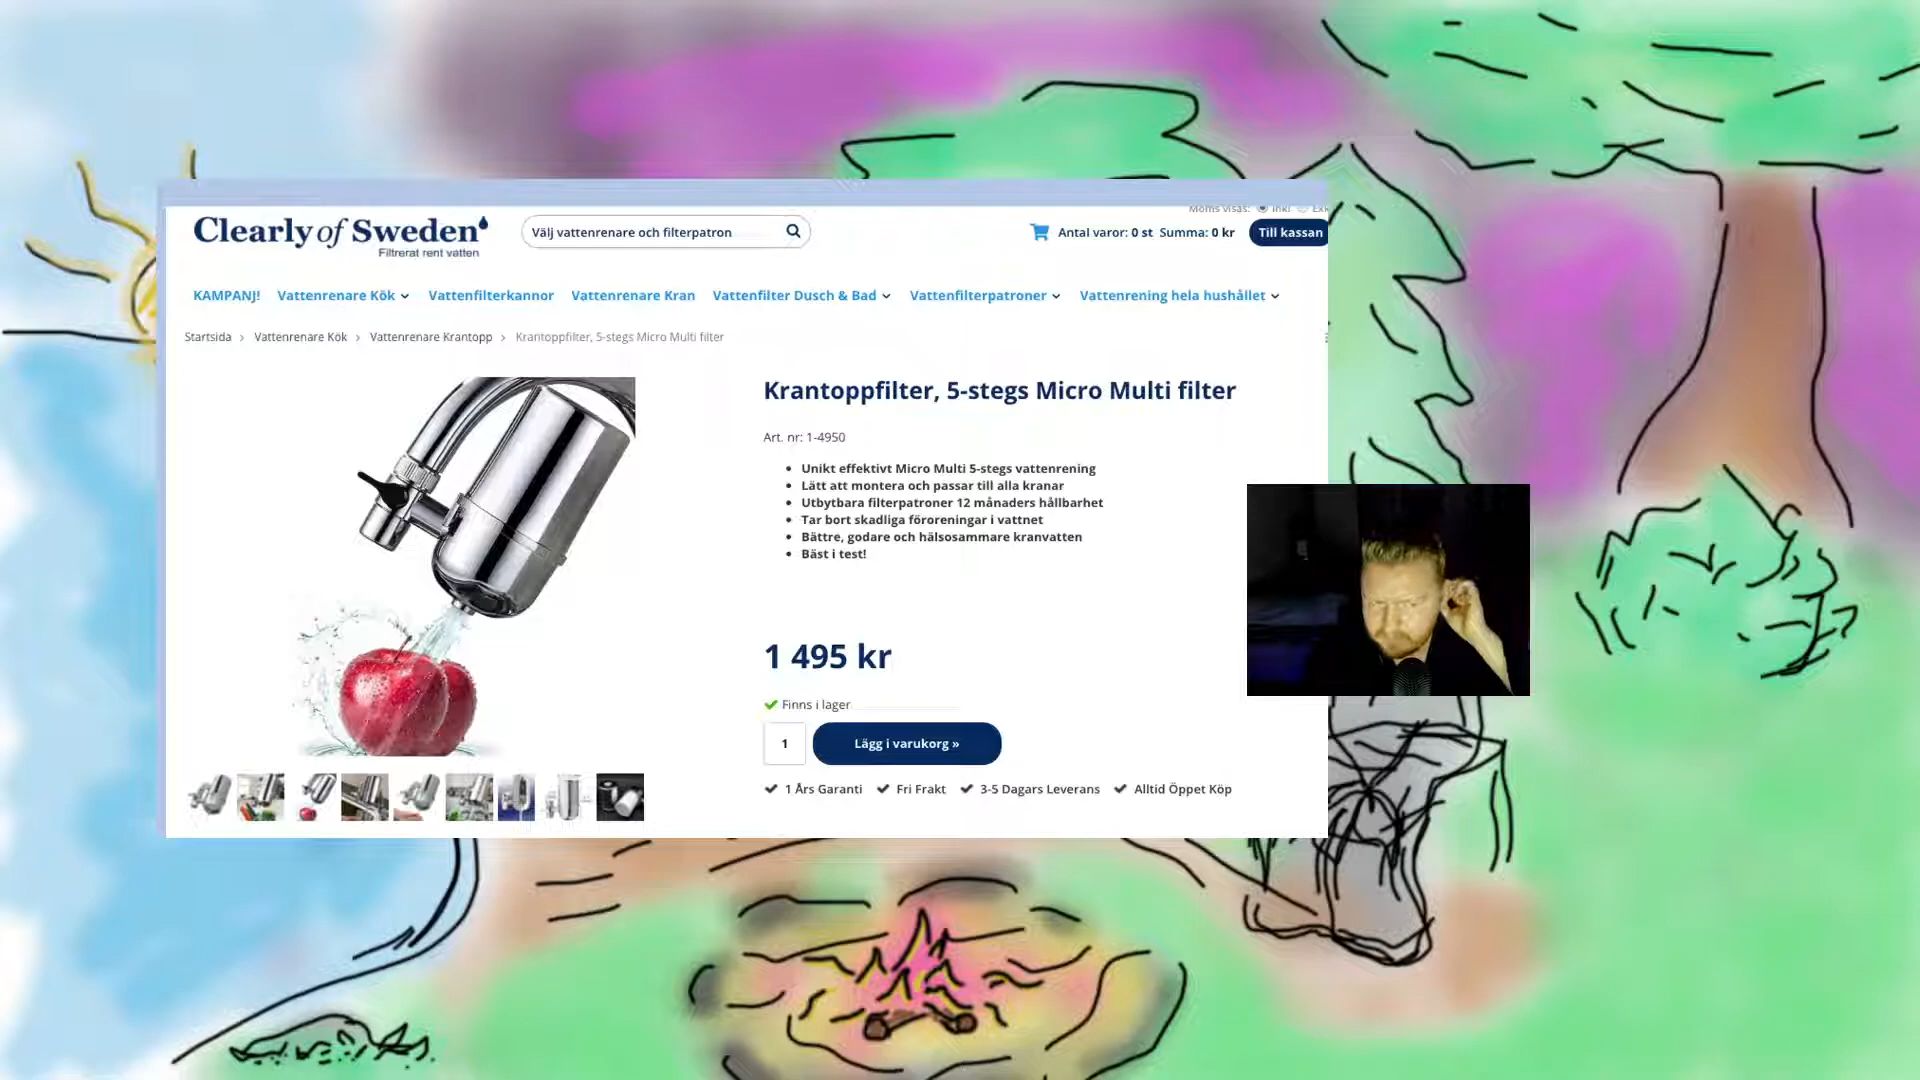 Moms visas: Inkl Exk
Clearly of Sweden
Filtrerat rent vatten
Välj vattenrenare och filterpatron
Antal varor: 0 st Summa: 0 kr
Till kassan
KAMPANJ! Vattenrenare Kök Vattenfilterkannor Vattenrenare Kran Vattenfilter Dusch & Bad Vattenfilterpatroner Vattenrening hela hushållet
Startsida › Vattenrenare Kök › Vattenrenare Krantopp › Krantoppfilter, 5-stegs Micro Multi filter
Krantoppfilter, 5-stegs Micro Multi filter
Art. nr: 1-4950
• Unikt effektivt Micro Multi 5-stegs vattenrening
• Lätt att montera och passar till alla kranar
• Utbytbara filterpatroner 12 månaders hållbarhet
• Tar bort skadliga föroreningar i vattnet
• Bättre, godare och hälsosammare kranvatten
• Bäst i test!
1 495 kr
Finns i lager
1
Lägg i varukorg »
1 Års Garanti Fri Frakt 3-5 Dagars Leverans Alltid Öppet Köp